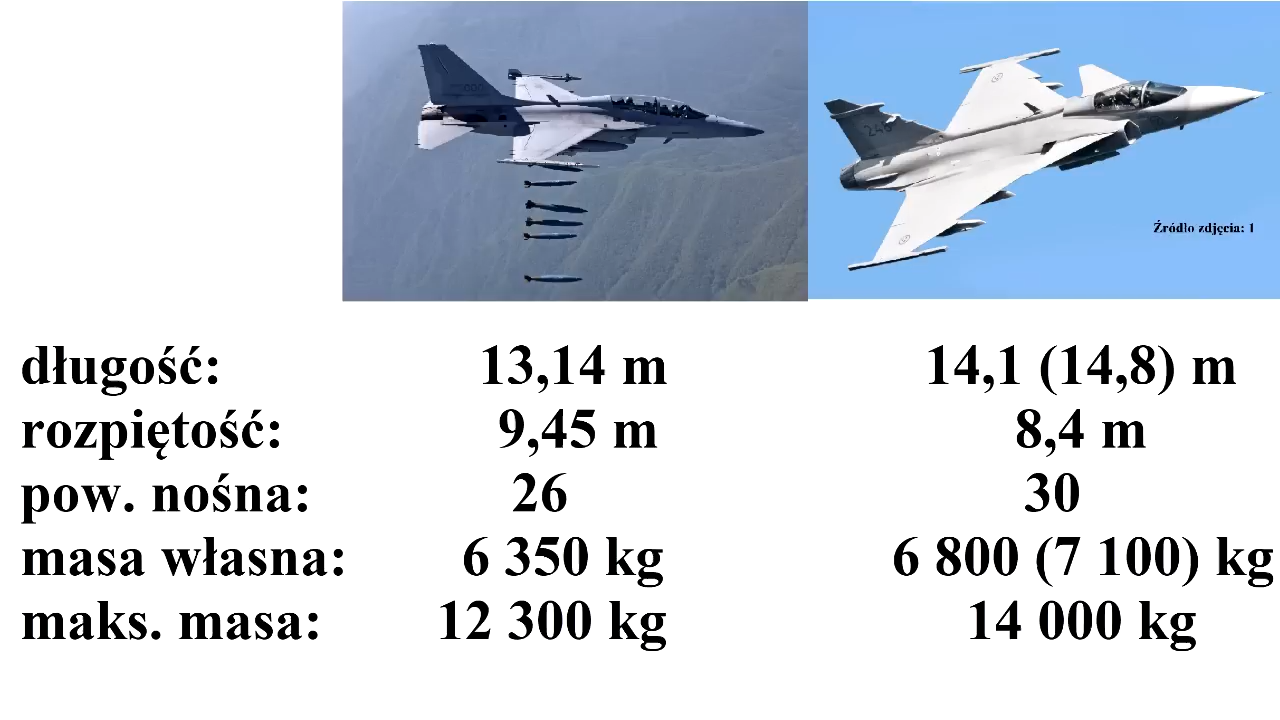 Źródło zdjęcia: 1
długość: 13,14 m 14,1 (14,8) m
rozpiętość: 9,45 m 8,4 m
pow. nośna: 26 30
masa własna: 6 350 kg 6 800 (7 100) kg
maks. masa: 12 300 kg 14 000 kg